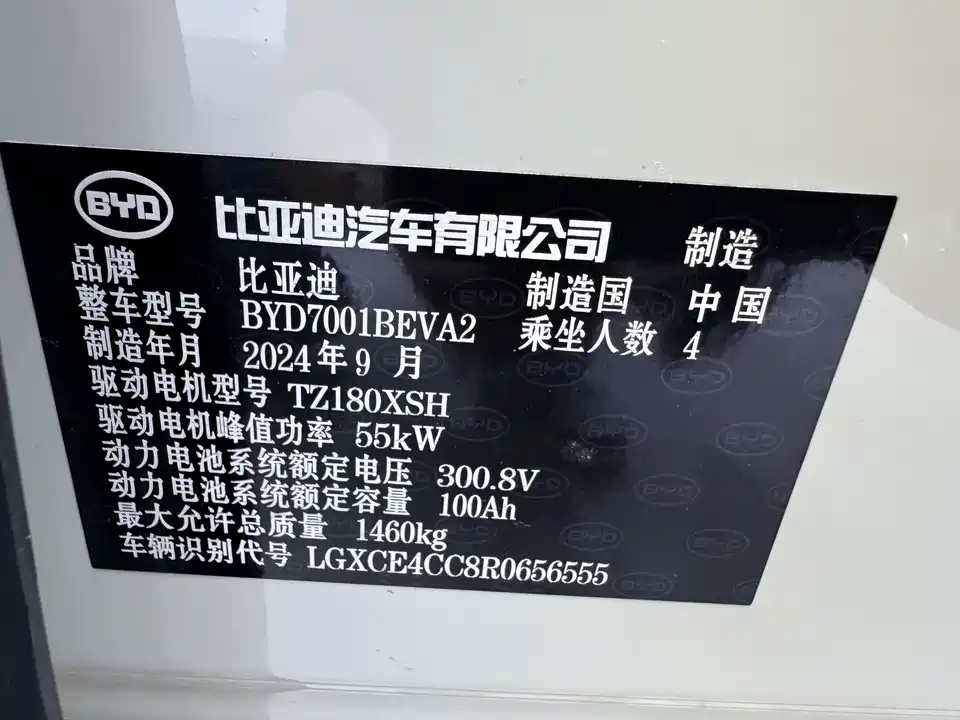 BYD 比亚迪汽车有限公司 制造
品牌 比亚迪 制造国 中国
整车型号 BYD7001BEVA2 乘坐人数 4
制造年月 2024年9月
驱动电机型号 TZ180XSH
驱动电机峰值功率 55kW
动力电池系统额定电压 300.8V
动力电池系统额定容量 100Ah
最大允许总质量 1460kg
车辆识别代号 LGXCE4CC8R0656555